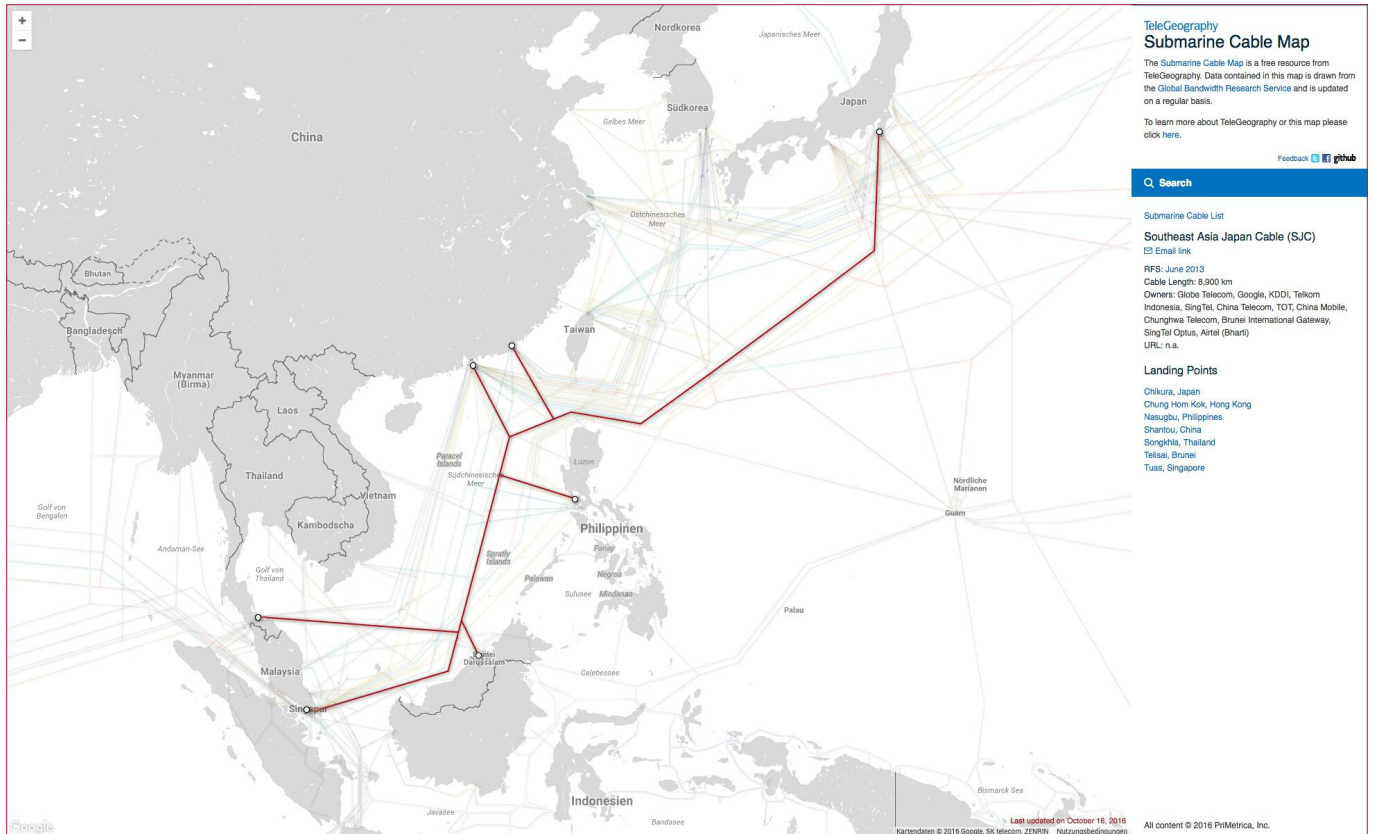 +
−
Nordkorea
Japanisches Meer
Japan
Südkorea
Gelbes Meer
China
Ostchinesisches
Meer
Bhutan
Bangladesch
Taiwan
Myanmar
(Birma)
Laos
Paracel
Islands
Luzon
Südchinesisches
Meer
Thailand
Vietnam
Nördliche
Marianen
Golf von
Bengalen
Guam
Kambodscha
Philippinen
Andaman-See
Panay
Spratly
Islands
Golf von
Thailand
Negros
Palawan
Sulusee
Mindanao
Palau
Brunei
Darussalam
Malaysia
Celebessee
Singapur
Indonesien
Bismarck Sea
Javasee
Bandasee
Google
Last updated on October 16, 2016
Kartendaten © 2016 Google, SK telecom, ZENRIN Nutzungsbedingungen
TeleGeography
Submarine Cable Map
The Submarine Cable Map is a free resource from
TeleGeography. Data contained in this map is drawn from
the Global Bandwidth Research Service and is updated
on a regular basis.
To learn more about TeleGeography or this map please
click here.
Feedback github
Search
Submarine Cable List
Southeast Asia Japan Cable (SJC)
Email link
RFS: June 2013
Cable Length: 8,900 km
Owners: Globe Telecom, Google, KDDI, Telkom
Indonesia, SingTel, China Telecom, TOT, China Mobile,
Chunghwa Telecom, Brunei International Gateway,
SingTel Optus, Airtel (Bharti)
URL: n.a.
Landing Points
Chikura, Japan
Chung Hom Kok, Hong Kong
Nasugbu, Philippines
Shantou, China
Songkhla, Thailand
Telisai, Brunei
Tuas, Singapore
All content © 2016 PriMetrica, Inc.